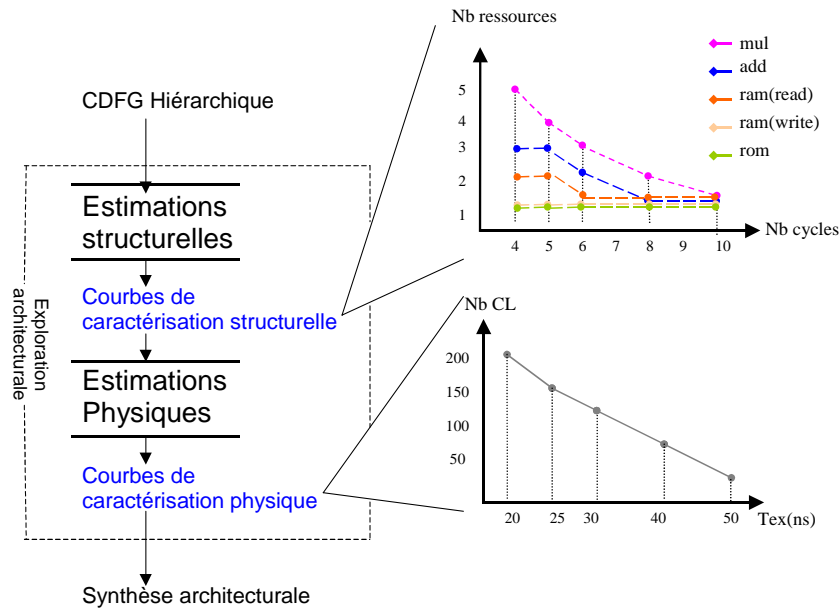 CDFG Hiérarchique
Exploration
architecturale
Estimations
structurelles
Courbes de
caractérisation structurelle
Estimations
Physiques
Courbes de
caractérisation physique
Synthèse architecturale
Nb ressources
mul
add
ram(read)
ram(write)
rom
5
4
3
2
1
4 5 6 7 8 9 10
Nb cycles
Nb CL
200
150
100
50
20 25 30 40 50
Tex(ns)